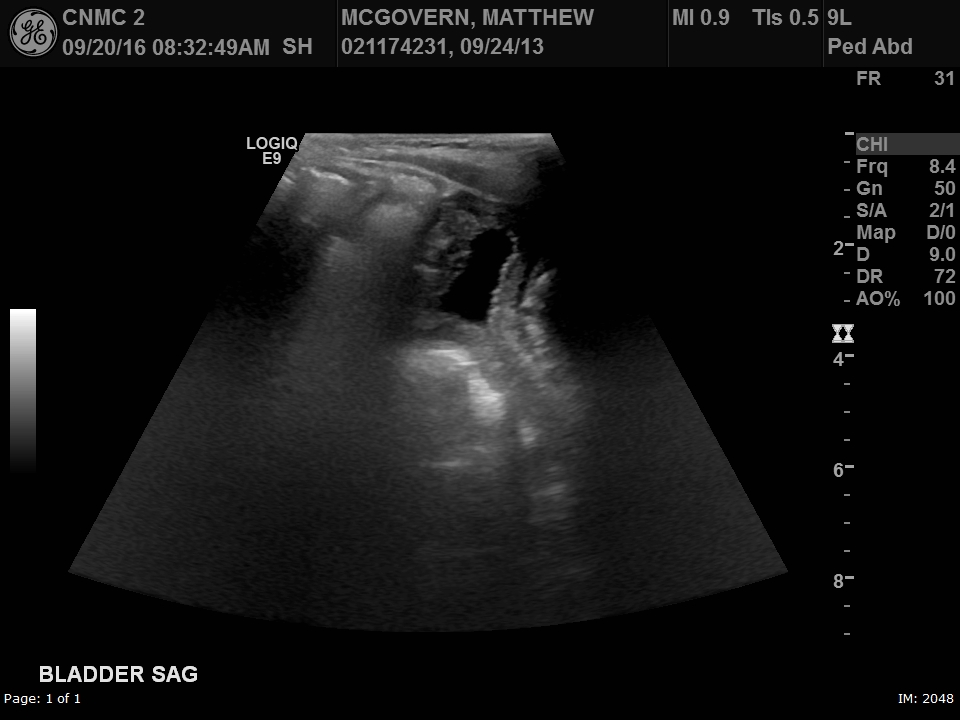 CNMC 2
09/20/16 08:32:49AM SH
MCGOVERN, MATTHEW
021174231, 09/24/13
MI 0.9 TIs 0.5
9L
Ped Abd
FR 31
LOGIQ
E9
CHI
Frq 8.4
Gn 50
S/A 2/1
Map D/0
D 9.0
DR 72
AO% 100
2
4
6
8
BLADDER SAG
Page: 1 of 1
IM: 2048